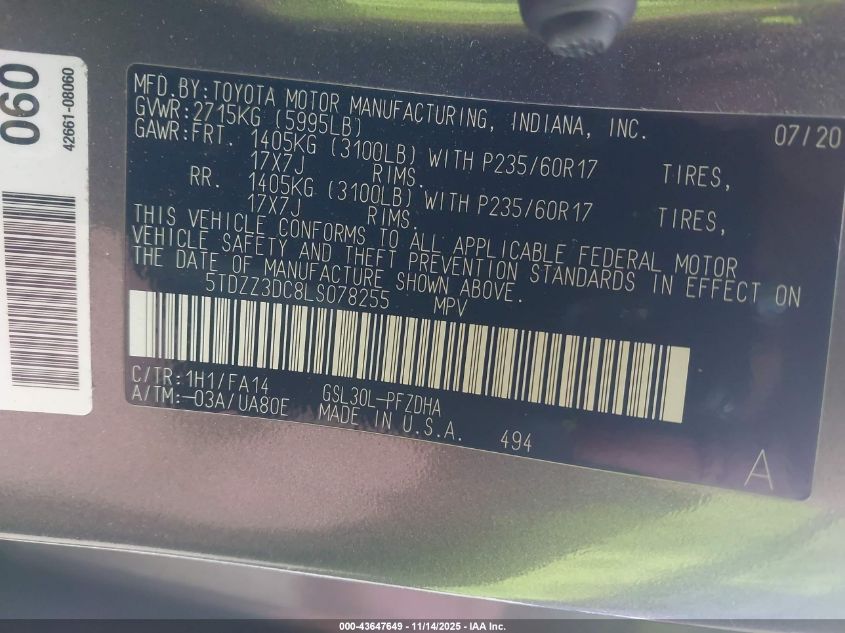 060
42661-08060
MFD.BY:TOYOTA MOTOR MANUFACTURING, INDIANA, INC. 07/20
GVWR:2715KG (5995LB)
GAWR:FRT. 1405KG (3100LB) WITH P235/60R17 TIRES,
17X7J RIMS.
RR. 1405KG (3100LB) WITH P235/60R17 TIRES,
17X7J RIMS.
THIS VEHICLE CONFORMS TO ALL APPLICABLE FEDERAL MOTOR
VEHICLE SAFETY AND THEFT PREVENTION STANDARDS IN EFFECT ON
THE DATE OF MANUFACTURE SHOWN ABOVE.
5TDZZ3DC8LS078255 MPV
C/TR:1H1/FA14 GSL30L-PFZDHA
A/TM:-03A/UA80E MADE IN U.S.A. 494
A
000-43647649 - 11/14/2025 - IAA Inc.